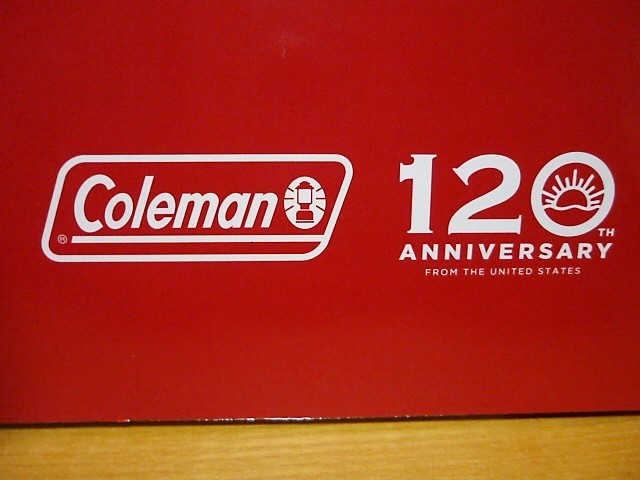 Coleman
®
120TH
ANNIVERSARY
FROM THE UNITED STATES